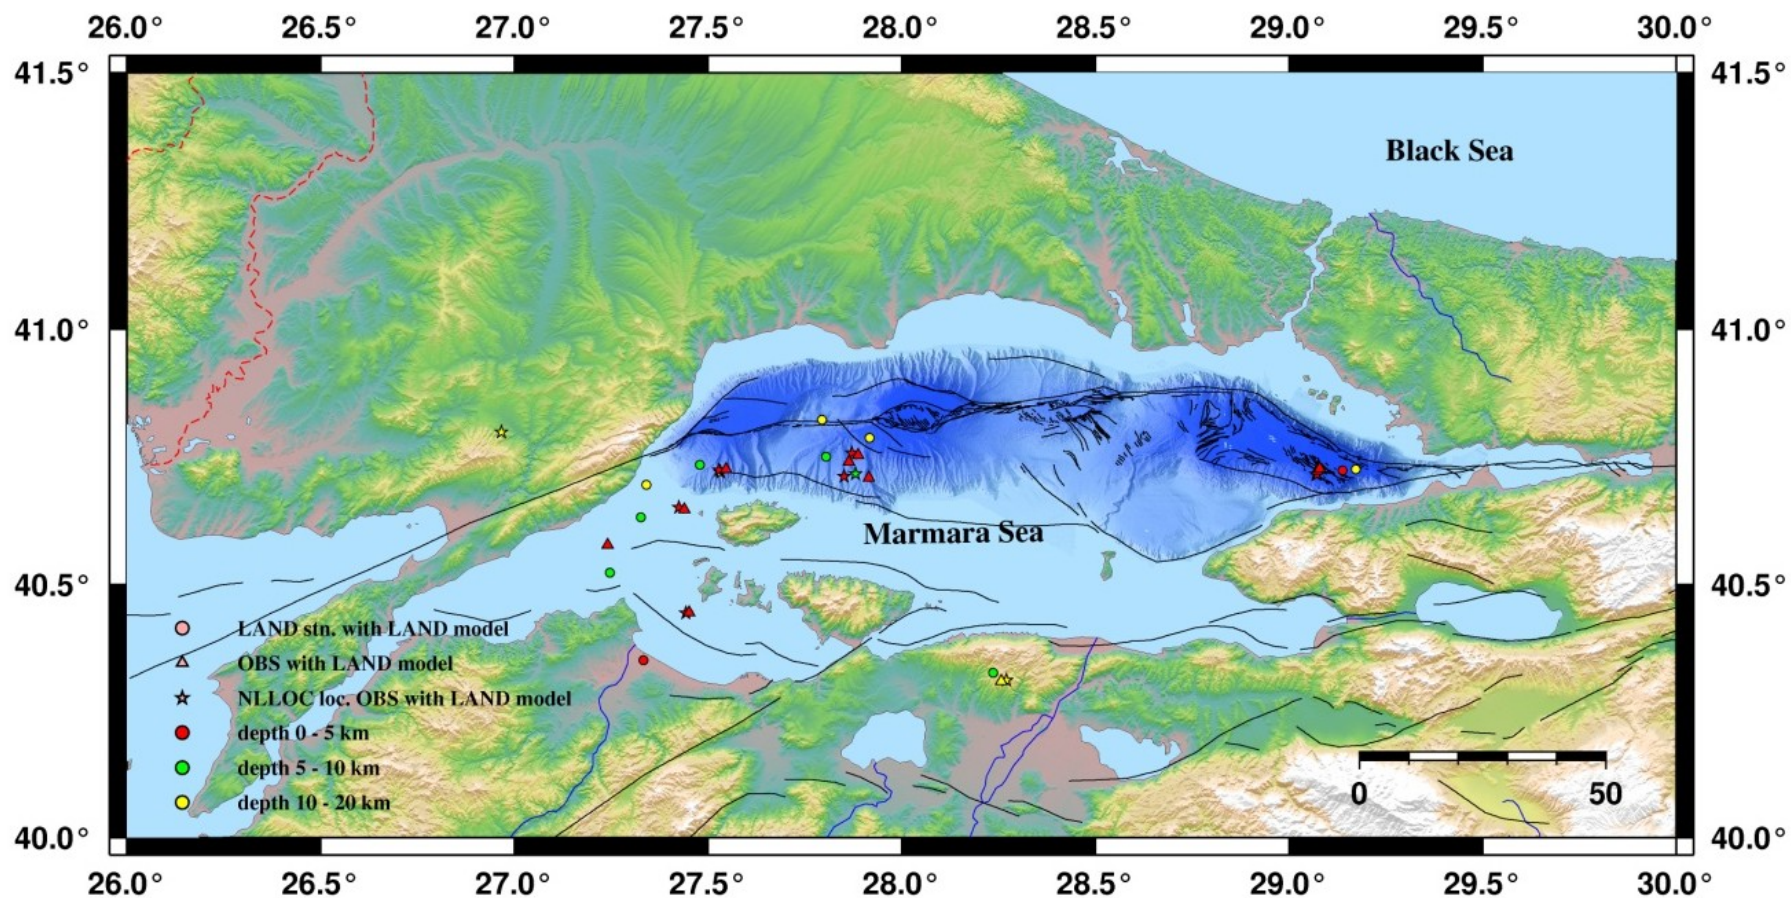 26.0° 26.5° 27.0° 27.5° 28.0° 28.5° 29.0° 29.5° 30.0°
41.5° 41.5°
Black Sea
41.0° 41.0°
Marmara Sea
40.5° 40.5°
LAND stn. with LAND model
OBS with LAND model
NLLOC loc. OBS with LAND model
depth 0 - 5 km
depth 5 - 10 km
depth 10 - 20 km
0 50
40.0° 40.0°
26.0° 26.5° 27.0° 27.5° 28.0° 28.5° 29.0° 29.5° 30.0°